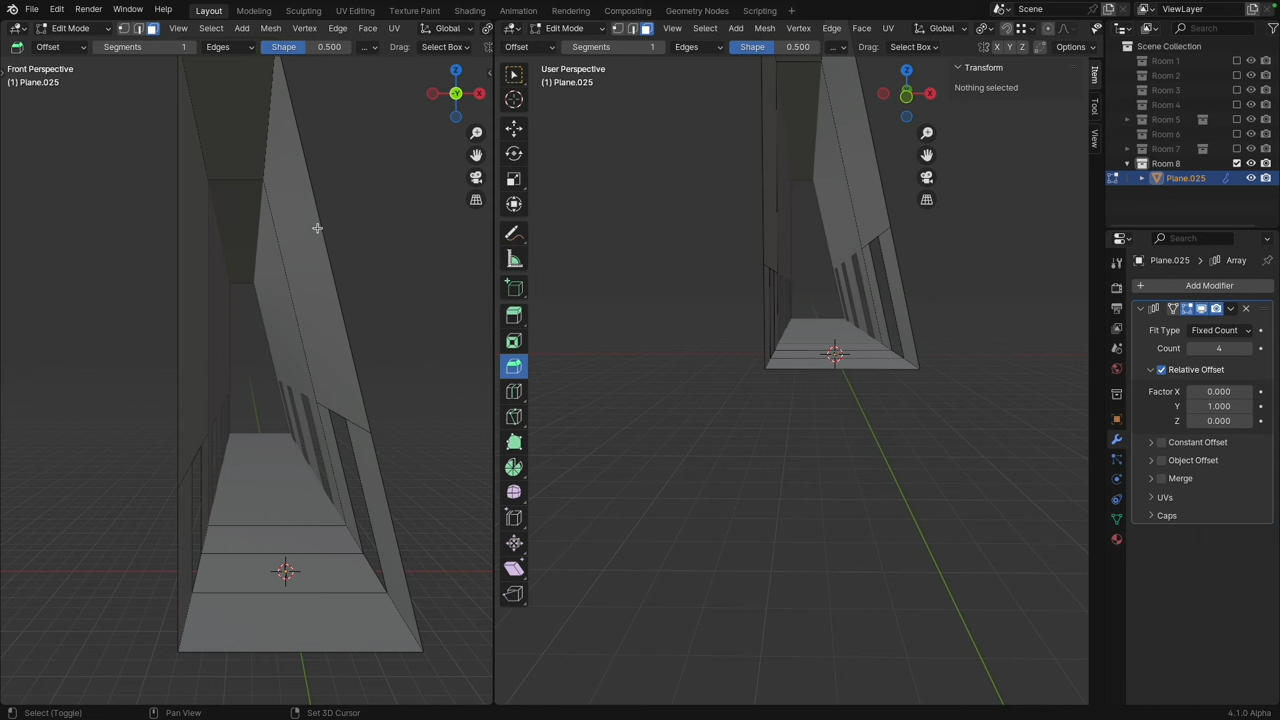 File Edit Render Window Help Layout Modeling Sculpting UV Editing Texture Paint Shading Animation Rendering Compositing Geometry Nodes Scripting Scene ViewLayer
Edit Mode View Select Add Mesh Vertex Edge Face UV Global
Edit Mode View Select Add Mesh Vertex Edge Face UV Global
Search
Offset Segments 1 Edges Shape 0.500 ... Drag: Select Box
Offset Segments 1 Edges Shape 0.500 ... Drag: Select Box X Y Z Options
Scene Collection
Room 1
Room 2
Room 3
Room 4
Room 5
Room 6
Room 7
Room 8
Plane.025
Front Perspective
(1) Plane.025
Z
-Y
X
User Perspective
(1) Plane.025
Z
X
Transform
Nothing selected
Item
Tool
View
Search
Plane.025 Array
Add Modifier
Fit Type Fixed Count
Count 4
Relative Offset
Factor X 0.000
Y 1.000
Z 0.000
Constant Offset
Object Offset
Merge
UVs
Caps
Select (Toggle) Pan View Set 3D Cursor 4.1.0 Alpha